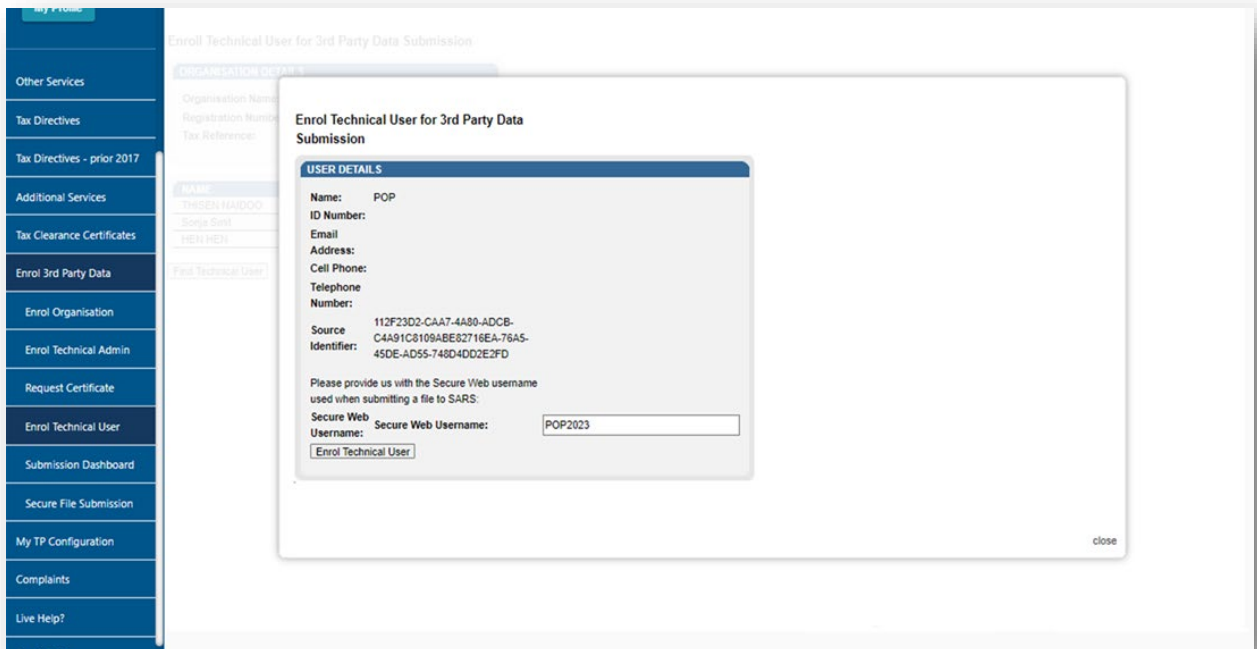 My Profile
Other Services
Tax Directives
Tax Directives - prior 2017
Additional Services
Tax Clearance Certificates
Enrol 3rd Party Data
Enrol Organisation
Enrol Technical Admin
Request Certificate
Enrol Technical User
Submission Dashboard
Secure File Submission
My TP Configuration
Complaints
Live Help?
Enroll Technical User for 3rd Party Data Submission
ORGANISATION DETAILS
Organisation Name
Registration Numbe
Tax Reference:
NAME
THISEN NAIDOO
HEN HEN
Find Technical User
Enrol Technical User for 3rd Party Data
Submission
USER DETAILS
Name: POP
ID Number:
Email
Address:
Cell Phone:
Telephone
Number:
Source
Identifier:
112F23D2-CAA7-4A80-ADCB-
C4A91C8109ABE82716EA-76A5-
45DE-AD55-748D4DD2E2FD
Please provide us with the Secure Web username
used when submitting a file to SARS:
Secure Web
Username:
Secure Web Username: POP2023
Enrol Technical User
close